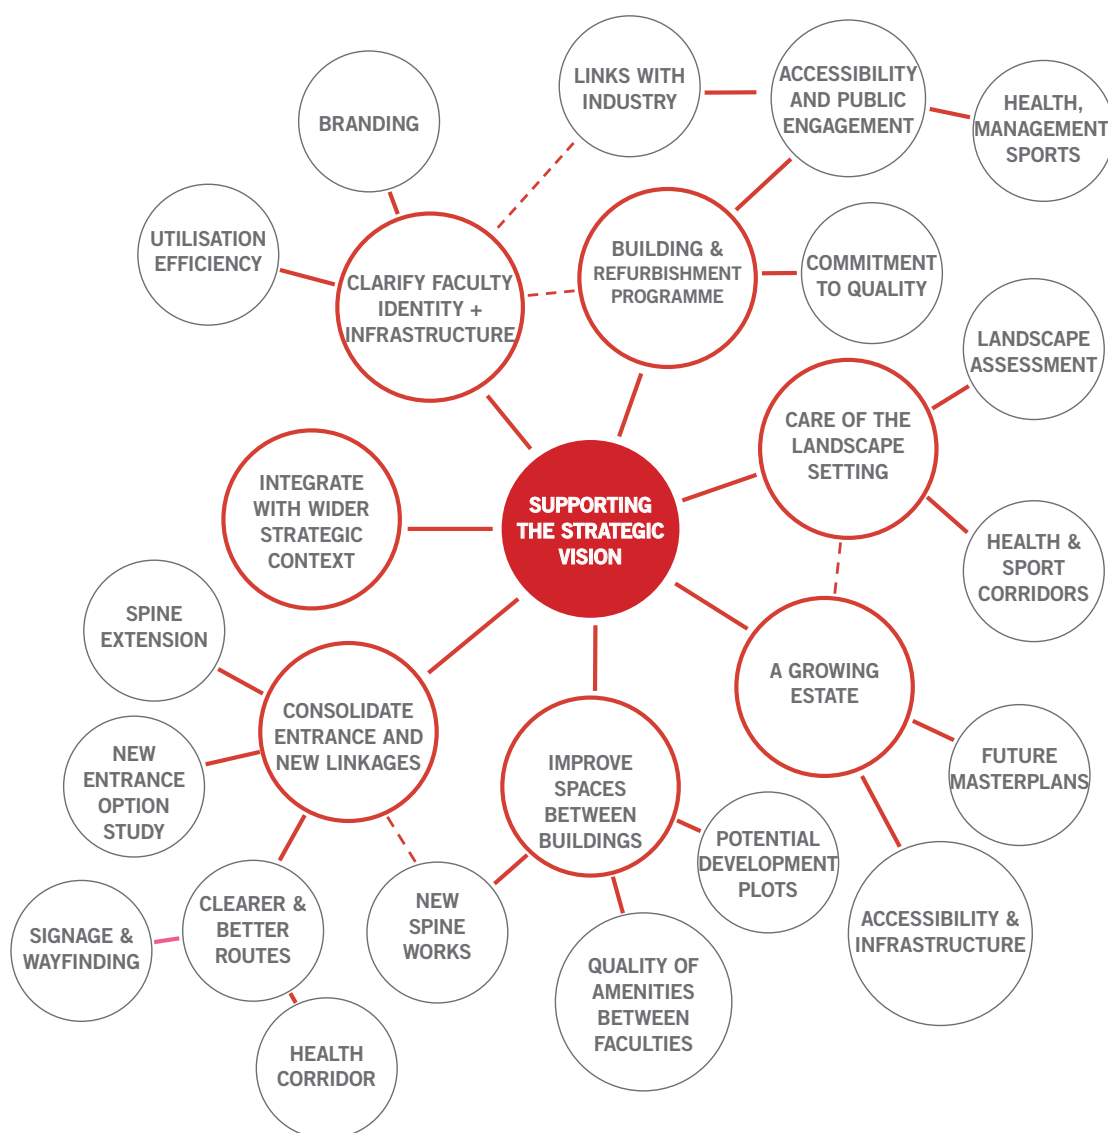 LINKS WITH
INDUSTRY
ACCESSIBILITY
AND PUBLIC
ENGAGEMENT
HEALTH,
MANAGEMENT
SPORTS
BRANDING
UTILISATION
EFFICIENCY
CLARIFY FACULTY
IDENTITY +
INFRASTRUCTURE
BUILDING &
REFURBISHMENT
PROGRAMME
COMMITMENT
TO QUALITY
LANDSCAPE
ASSESSMENT
CARE OF THE
LANDSCAPE
SETTING
INTEGRATE
WITH WIDER
STRATEGIC
CONTEXT
SUPPORTING
THE STRATEGIC
VISION
HEALTH &
SPORT
CORRIDORS
SPINE
EXTENSION
A GROWING
ESTATE
CONSOLIDATE
ENTRANCE AND
NEW LINKAGES
NEW
ENTRANCE
OPTION
STUDY
IMPROVE
SPACES
BETWEEN
BUILDINGS
FUTURE
MASTERPLANS
POTENTIAL
DEVELOPMENT
PLOTS
CLEARER &
BETTER
ROUTES
NEW
SPINE
WORKS
SIGNAGE &
WAYFINDING
ACCESSIBILITY &
INFRASTRUCTURE
QUALITY OF
AMENITIES
BETWEEN
FACULTIES
HEALTH
CORRIDOR